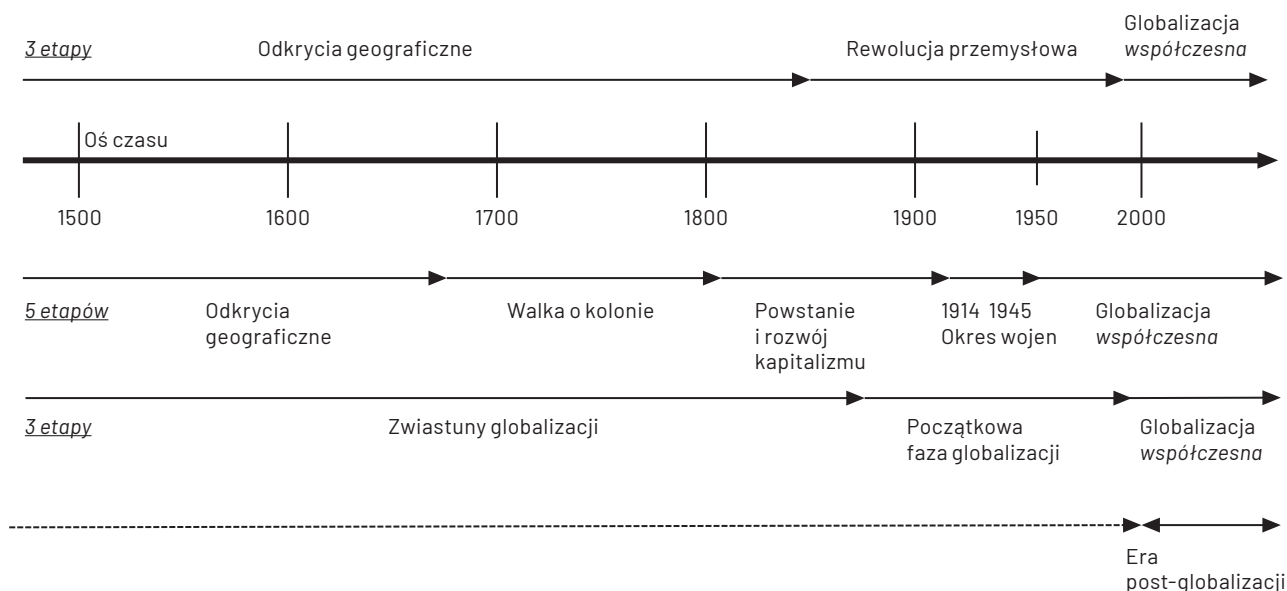 3 etapy
Odkrycia geograficzne
Rewolucja przemysłowa
Globalizacja
współczesna
Oś czasu
1500
1600
1700
1800
1900
1950
2000
5 etapów
Odkrycia
geograficzne
Walka o kolonie
Powstanie
i rozwój
kapitalizmu
1914 1945
Okres wojen
Globalizacja
współczesna
3 etapy
Zwiastuny globalizacji
Początkowa
faza globalizacji
Globalizacja
współczesna
Era
post-globalizacji